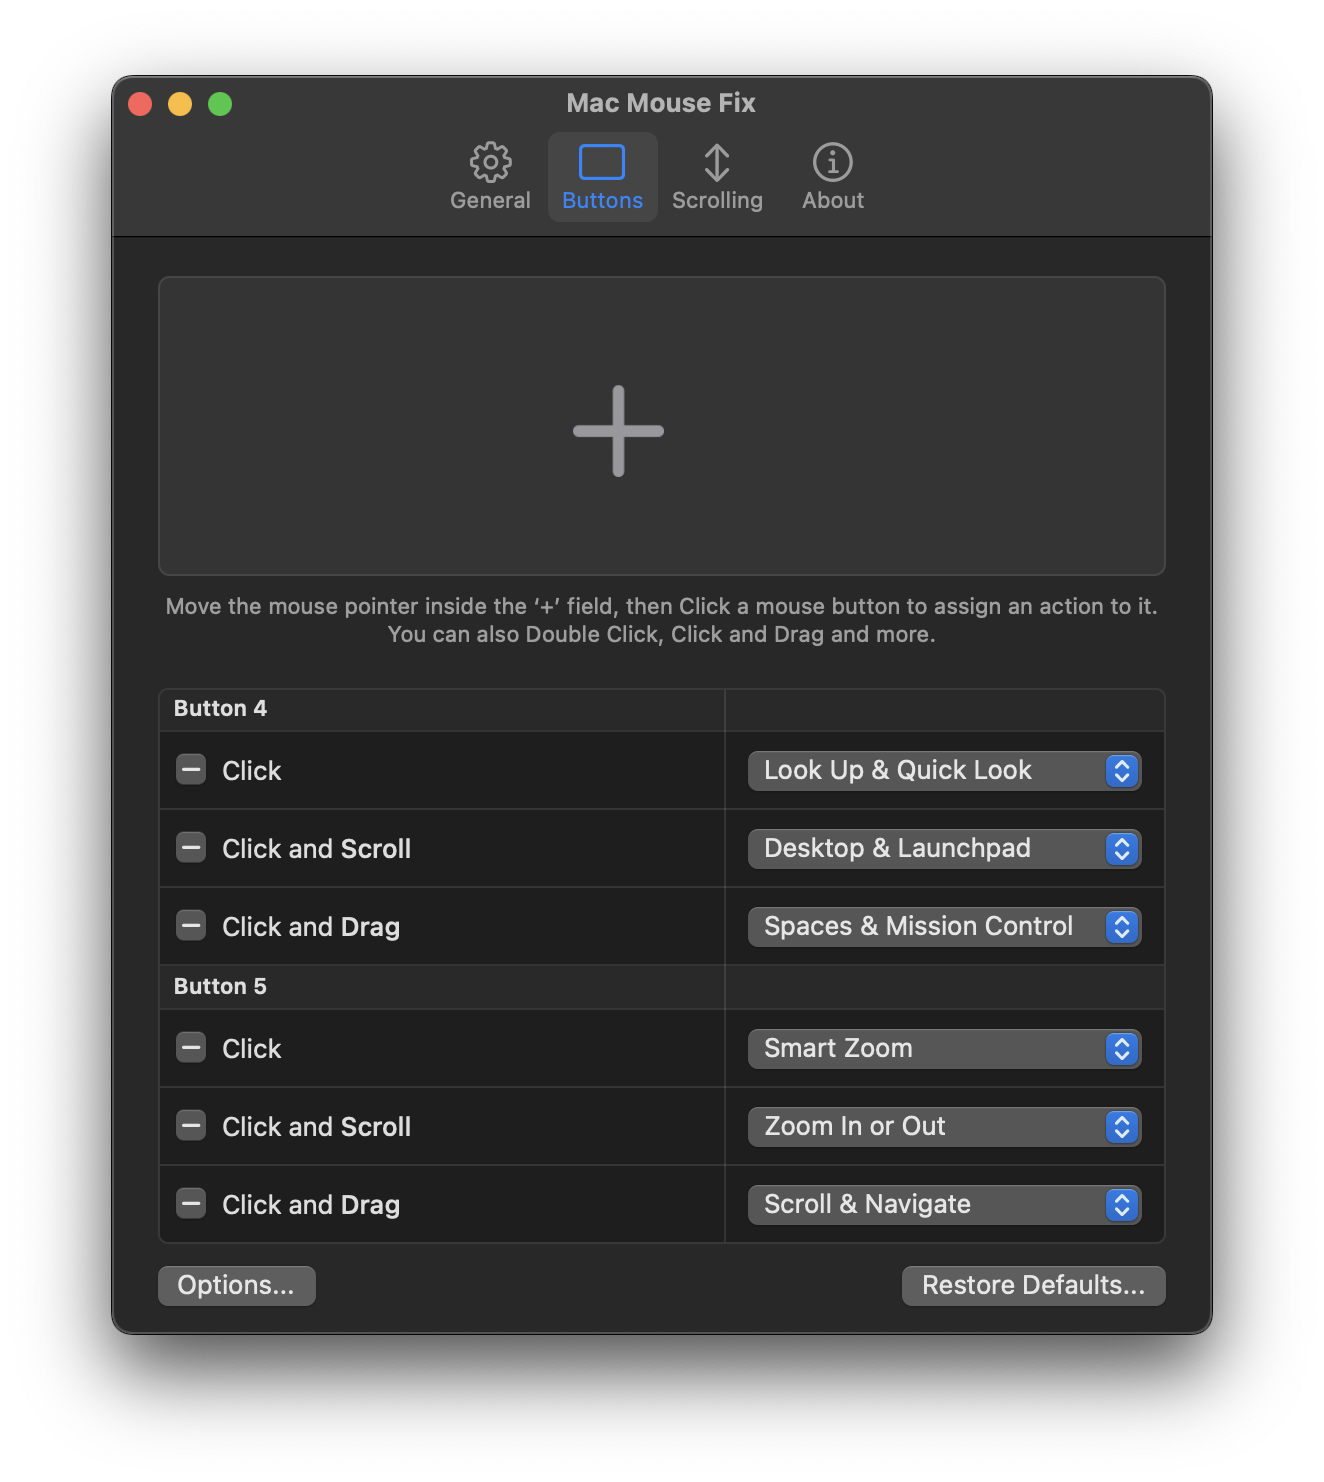 Mac Mouse Fix
General
Buttons
Scrolling
About
Move the mouse pointer inside the ‘+’ field, then Click a mouse button to assign an action to it.
You can also Double Click, Click and Drag and more.
Button 4
Click
Look Up & Quick Look
Click and Scroll
Desktop & Launchpad
Click and Drag
Spaces & Mission Control
Button 5
Click
Smart Zoom
Click and Scroll
Zoom In or Out
Click and Drag
Scroll & Navigate
Options...
Restore Defaults...